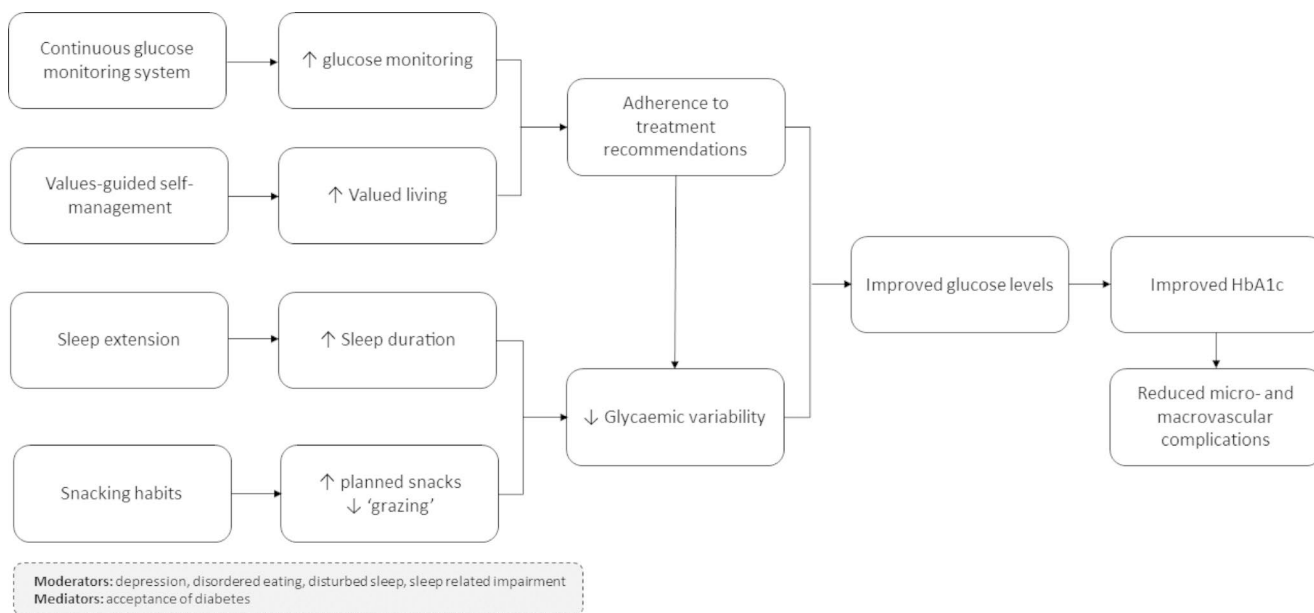 Continuous glucose
monitoring system
↑ glucose monitoring
Values-guided self-
management
↑ Valued living
Adherence to
treatment
recommendations
Sleep extension
↑ Sleep duration
Snacking habits
↑ planned snacks
↓ ‘grazing’
↓ Glycaemic variability
Improved glucose levels
Improved HbA1c
Reduced micro- and
macrovascular
complications
Moderators: depression, disordered eating, disturbed sleep, sleep related impairment
Mediators: acceptance of diabetes